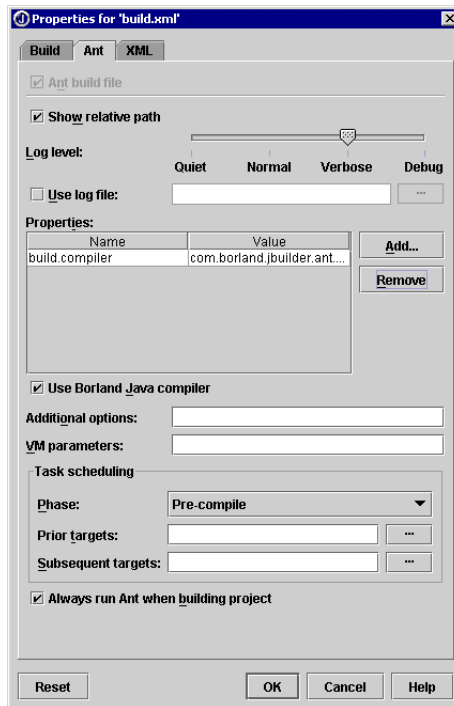 Properties for 'build.xml'
Build Ant XML
Ant build file
Show relative path
Log level:
Quiet Normal Verbose Debug
Use log file: ...
Properties:
Name Value
build.compiler com.borland.jbuilder.ant....
Add...
Remove
Use Borland Java compiler
Additional options:
VM parameters:
Task scheduling
Phase: Pre-compile
Prior targets: ...
Subsequent targets: ...
Always run Ant when building project
Reset OK Cancel Help